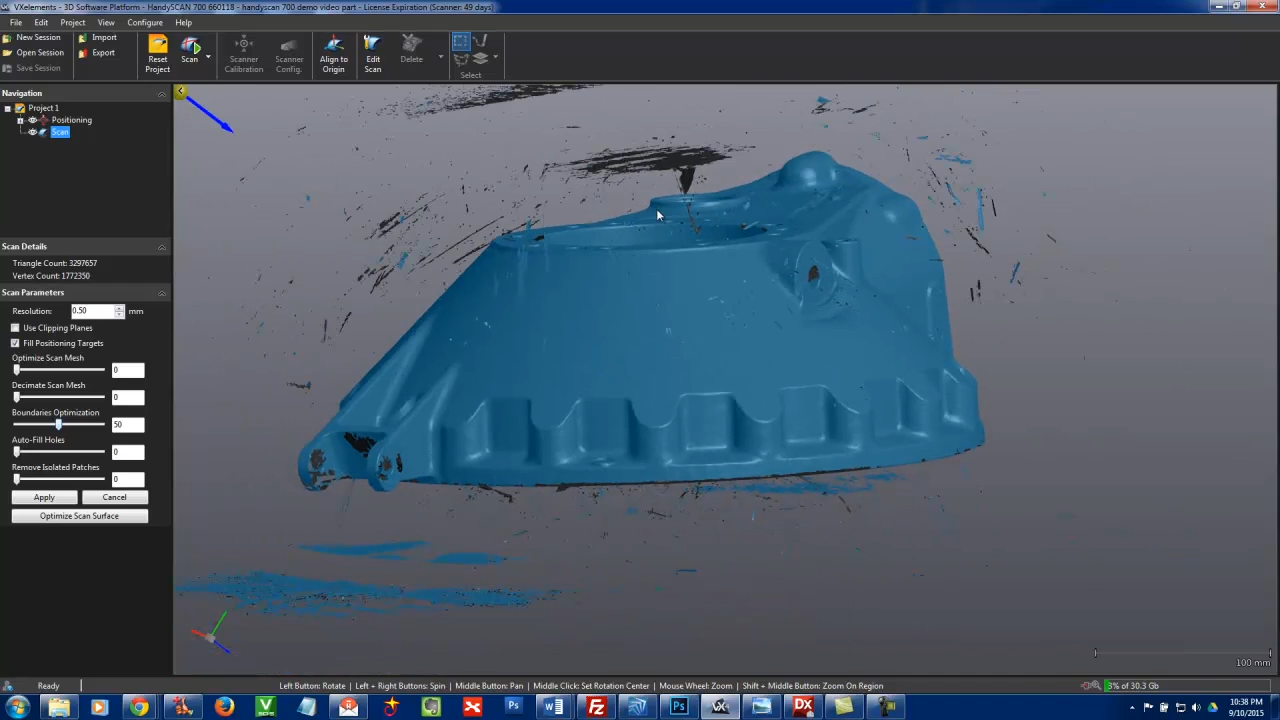 VXelements - 3D Software Platform - HandySCAN 700 660118 - handyscan 700 demo video part - License Expiration (Scanner: 49 days)
File Edit Project View Configure Help
New Session
Open Session
Save Session
Import
Export
Reset Project
Scan
Scanner Calibration
Scanner Config.
Align to Origin
Edit Scan
Delete
Select
Navigation
Project 1
Positioning
Scan
Scan Details
Triangle Count: 3297657
Vertex Count: 1772350
Scan Parameters
Resolution: 0.50 mm
Use Clipping Planes
Fill Positioning Targets
Optimize Scan Mesh
0
Decimate Scan Mesh
0
Boundaries Optimization
50
Auto-Fill Holes
0
Remove Isolated Patches
0
Apply Cancel
Optimize Scan Surface
100 mm
Ready
Left Button: Rotate | Left + Right Buttons: Spin | Middle Button: Pan | Middle Click: Set Rotation Center | Mouse Wheel: Zoom | Shift + Middle Button: Zoom On Region
3% of 30.3 Gb
10:38 PM
9/10/2015